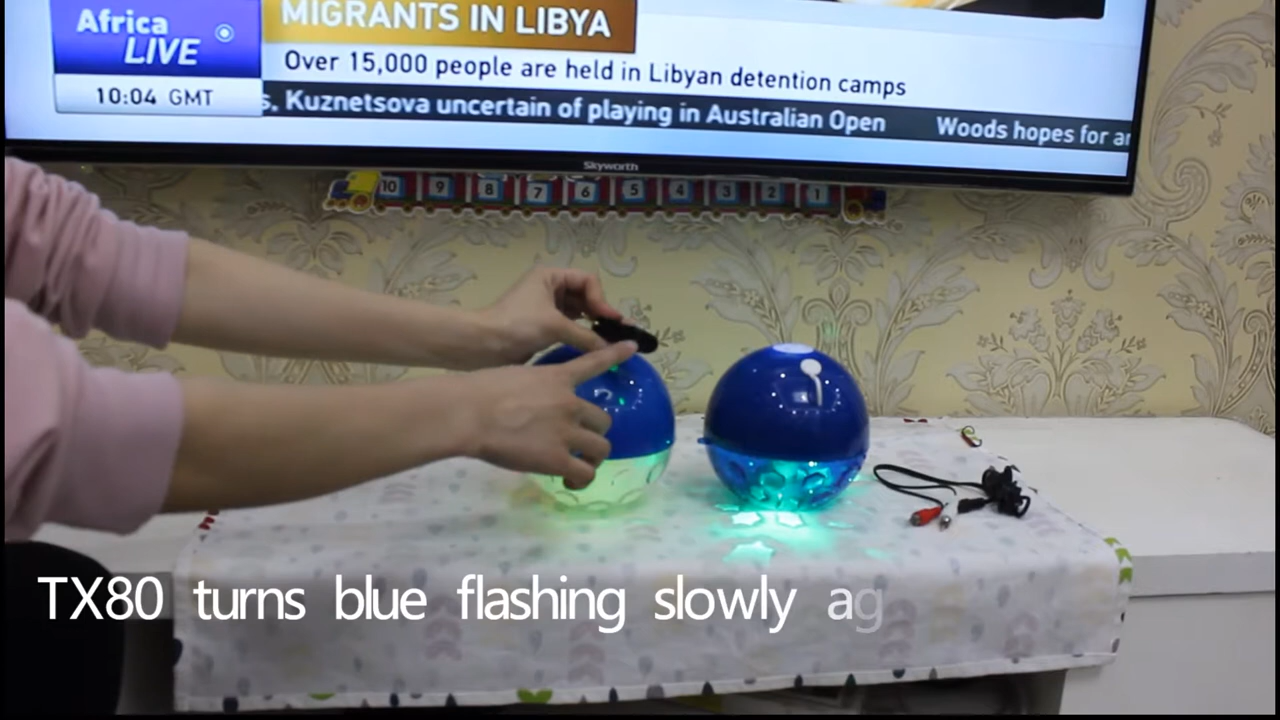 Africa
LIVE
10:04 GMT
MIGRANTS IN LIBYA
Over 15,000 people are held in Libyan detention camps
s, Kuznetsova uncertain of playing in Australian Open Woods hopes for an
Skyworth
10 9 8 7 6 5 4 3 2 1
TX80 turns blue flashing slowly ag